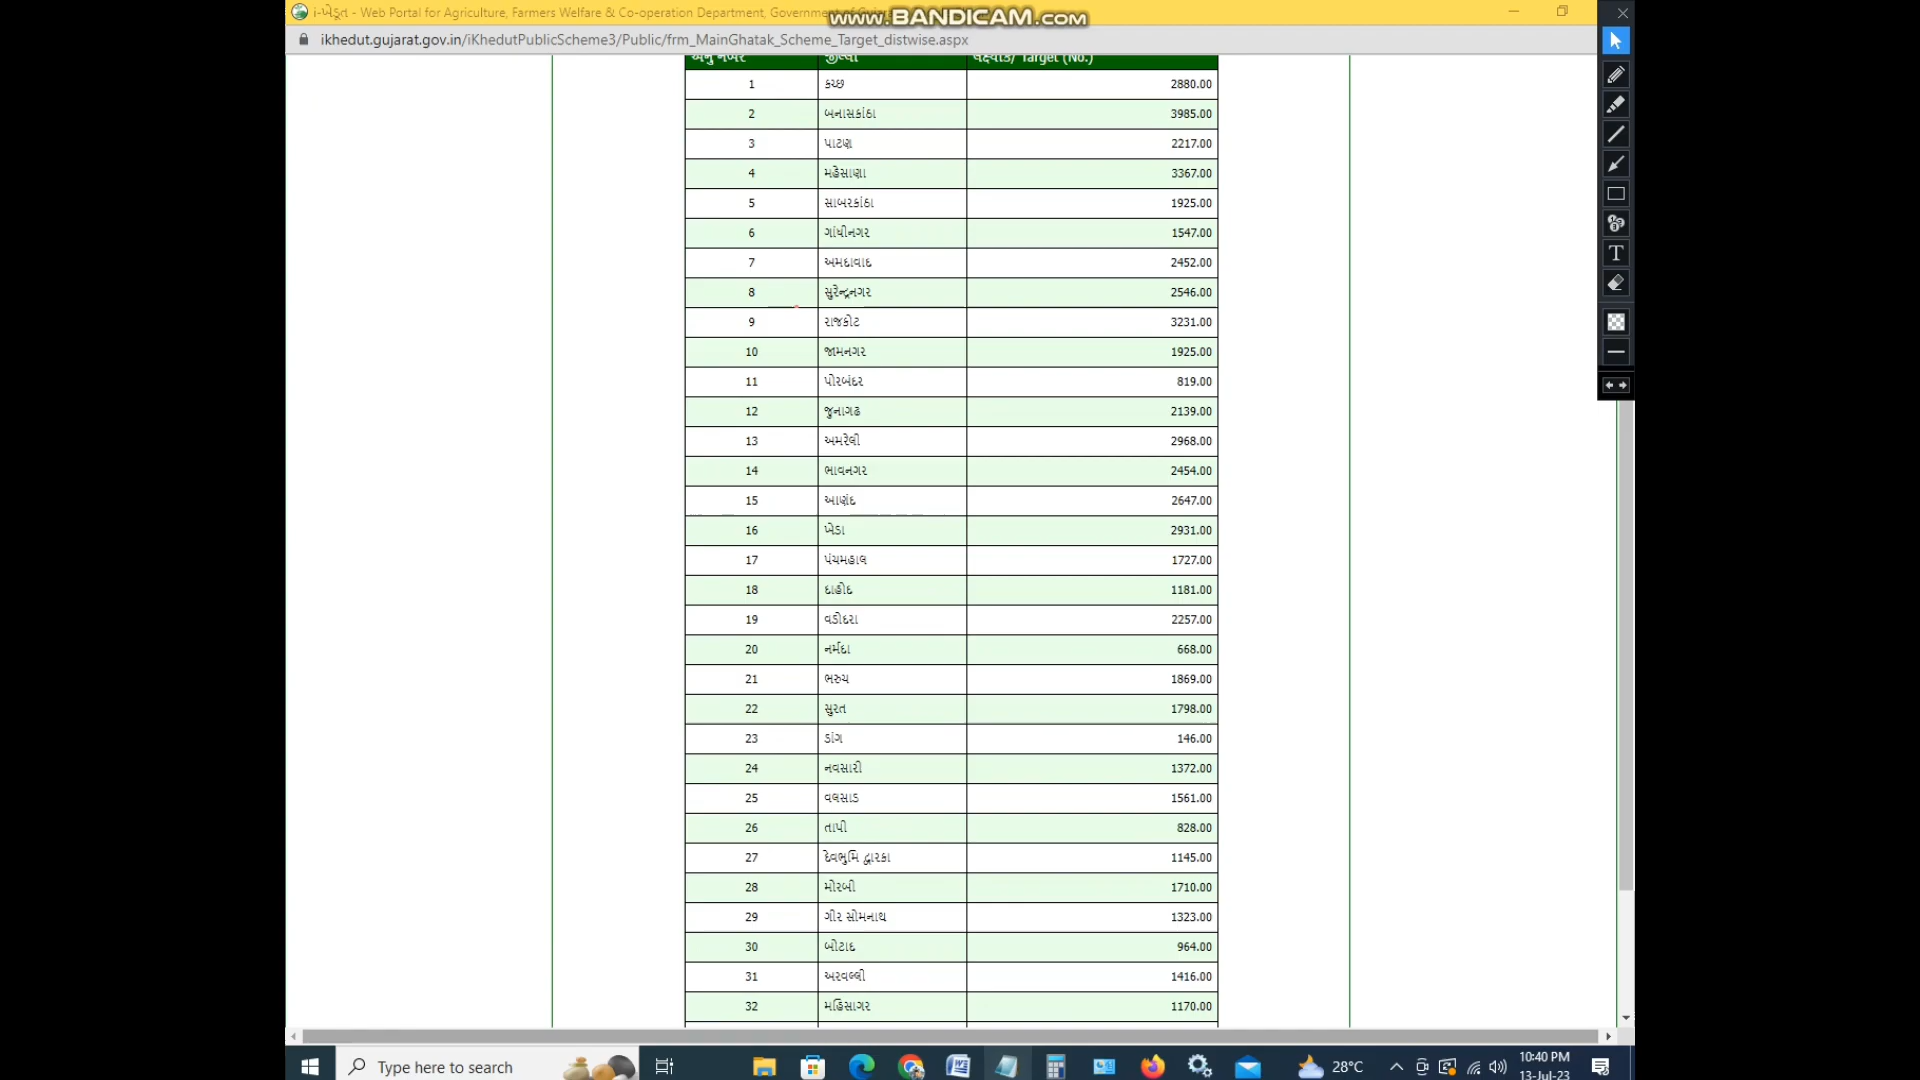 i-ખેડૂત - Web Portal for Agriculture, Farmers Welfare & Co-operation Department, Government of
www.BANDICAM.com
ikhedut.gujarat.gov.in/iKhedutPublicScheme3/Public/frm_MainGhatak_Scheme_Target_distwise.aspx
અનુ નંબર જીલ્લો લક્ષ્યાંક/ Target (No.)
1 કચ્છ 2880.00
2 બનાસકાંઠા 3985.00
3 પાટણ 2217.00
4 મહેસાણા 3367.00
5 સાબરકાંઠા 1925.00
6 ગાંધીનગર 1547.00
7 અમદાવાદ 2452.00
8 સુરેન્દ્રનગર 2546.00
9 રાજકોટ 3231.00
10 જામનગર 1925.00
11 પોરબંદર 819.00
12 જુનાગઢ 2139.00
13 અમરેલી 2968.00
14 ભાવનગર 2454.00
15 આણંદ 2647.00
16 ખેડા 2931.00
17 પંચમહાલ 1727.00
18 દાહોદ 1181.00
19 વડોદરા 2257.00
20 નર્મદા 668.00
21 ભરુચ 1869.00
22 સુરત 1798.00
23 ડાંગ 146.00
24 નવસારી 1372.00
25 વલસાડ 1561.00
26 તાપી 828.00
27 દેવભુમિ દ્વારકા 1145.00
28 મોરબી 1710.00
29 ગીર સોમનાથ 1323.00
30 બોટાદ 964.00
31 અરવલ્લી 1416.00
32 મહિસાગર 1170.00
Type here to search
28°C
10:40 PM
13-Jul-23